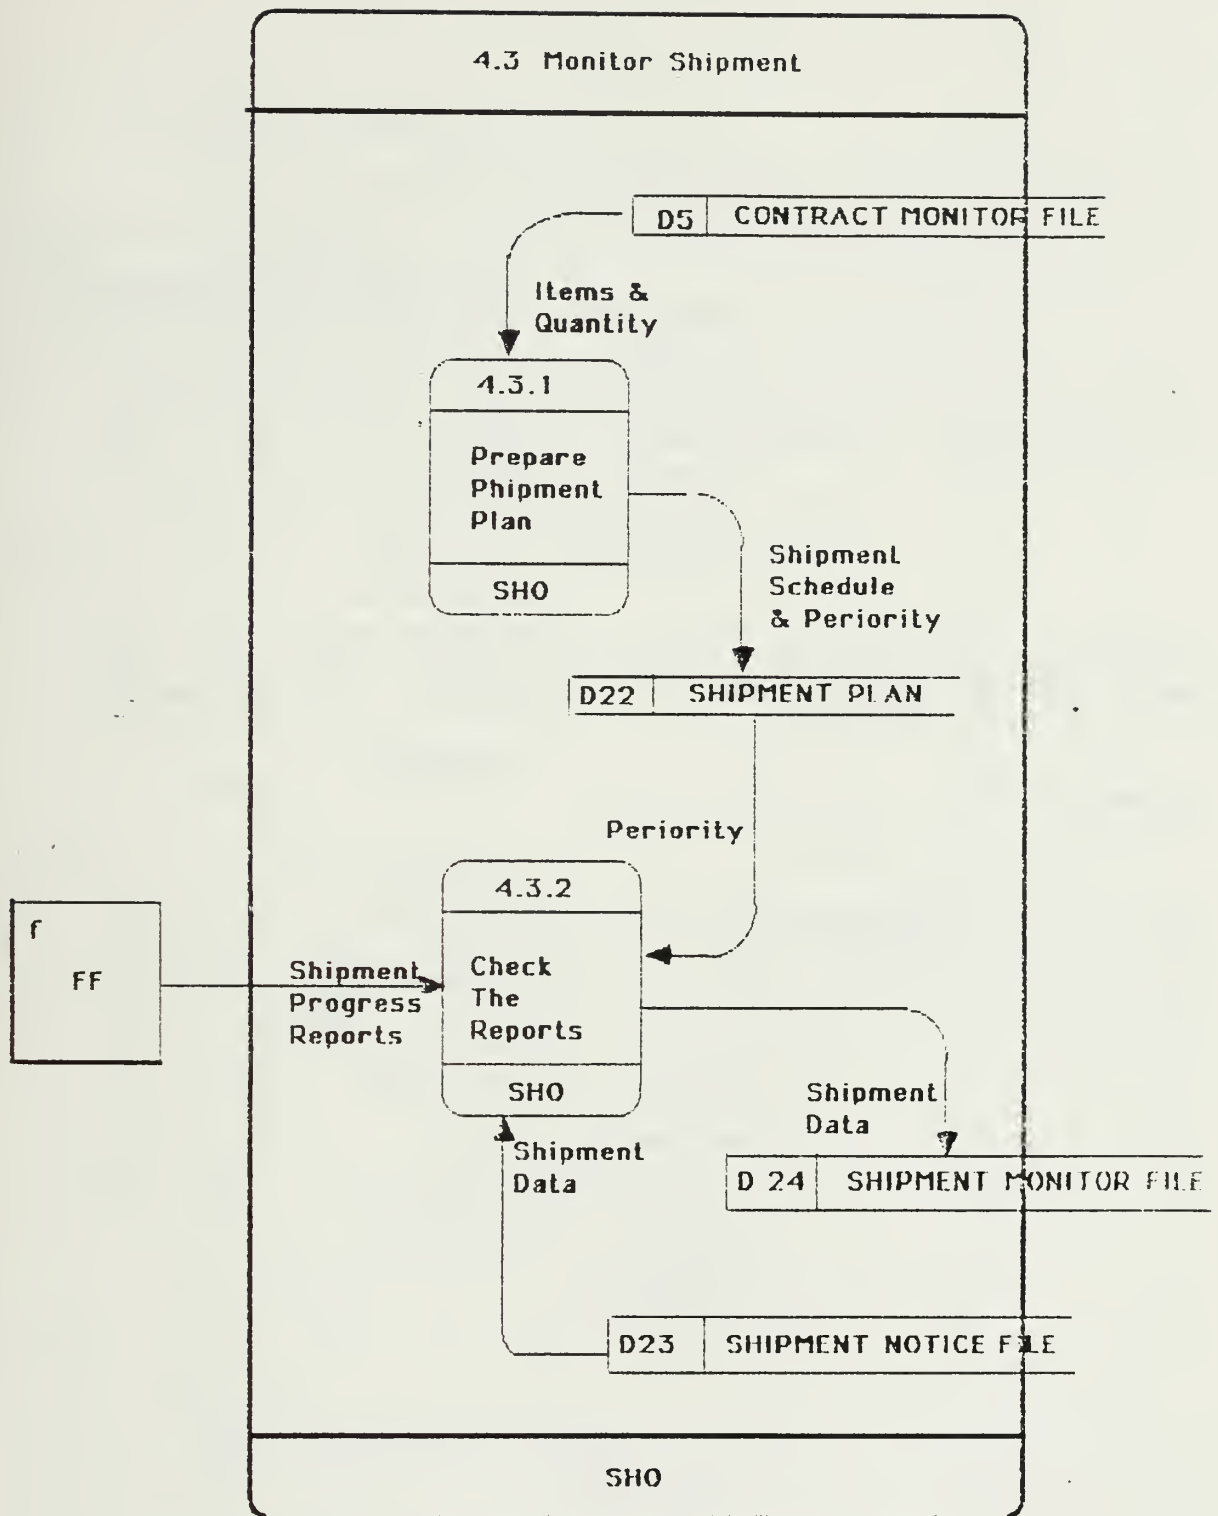 4.3 Monitor Shipment
D5 CONTRACT MONITOR FILE
Items &
Quantity
4.3.1
Prepare
Phipment
Plan
SHO
Shipment
Schedule
& Periority
D22 SHIPMENT PLAN
Periority
4.3.2
f
FF
Shipment
Progress
Reports
Check
The
Reports
SHO
Shipment
Data
Shipment
Data
D 24 SHIPMENT MONITOR FILE
D23 SHIPMENT NOTICE FILE
SHO